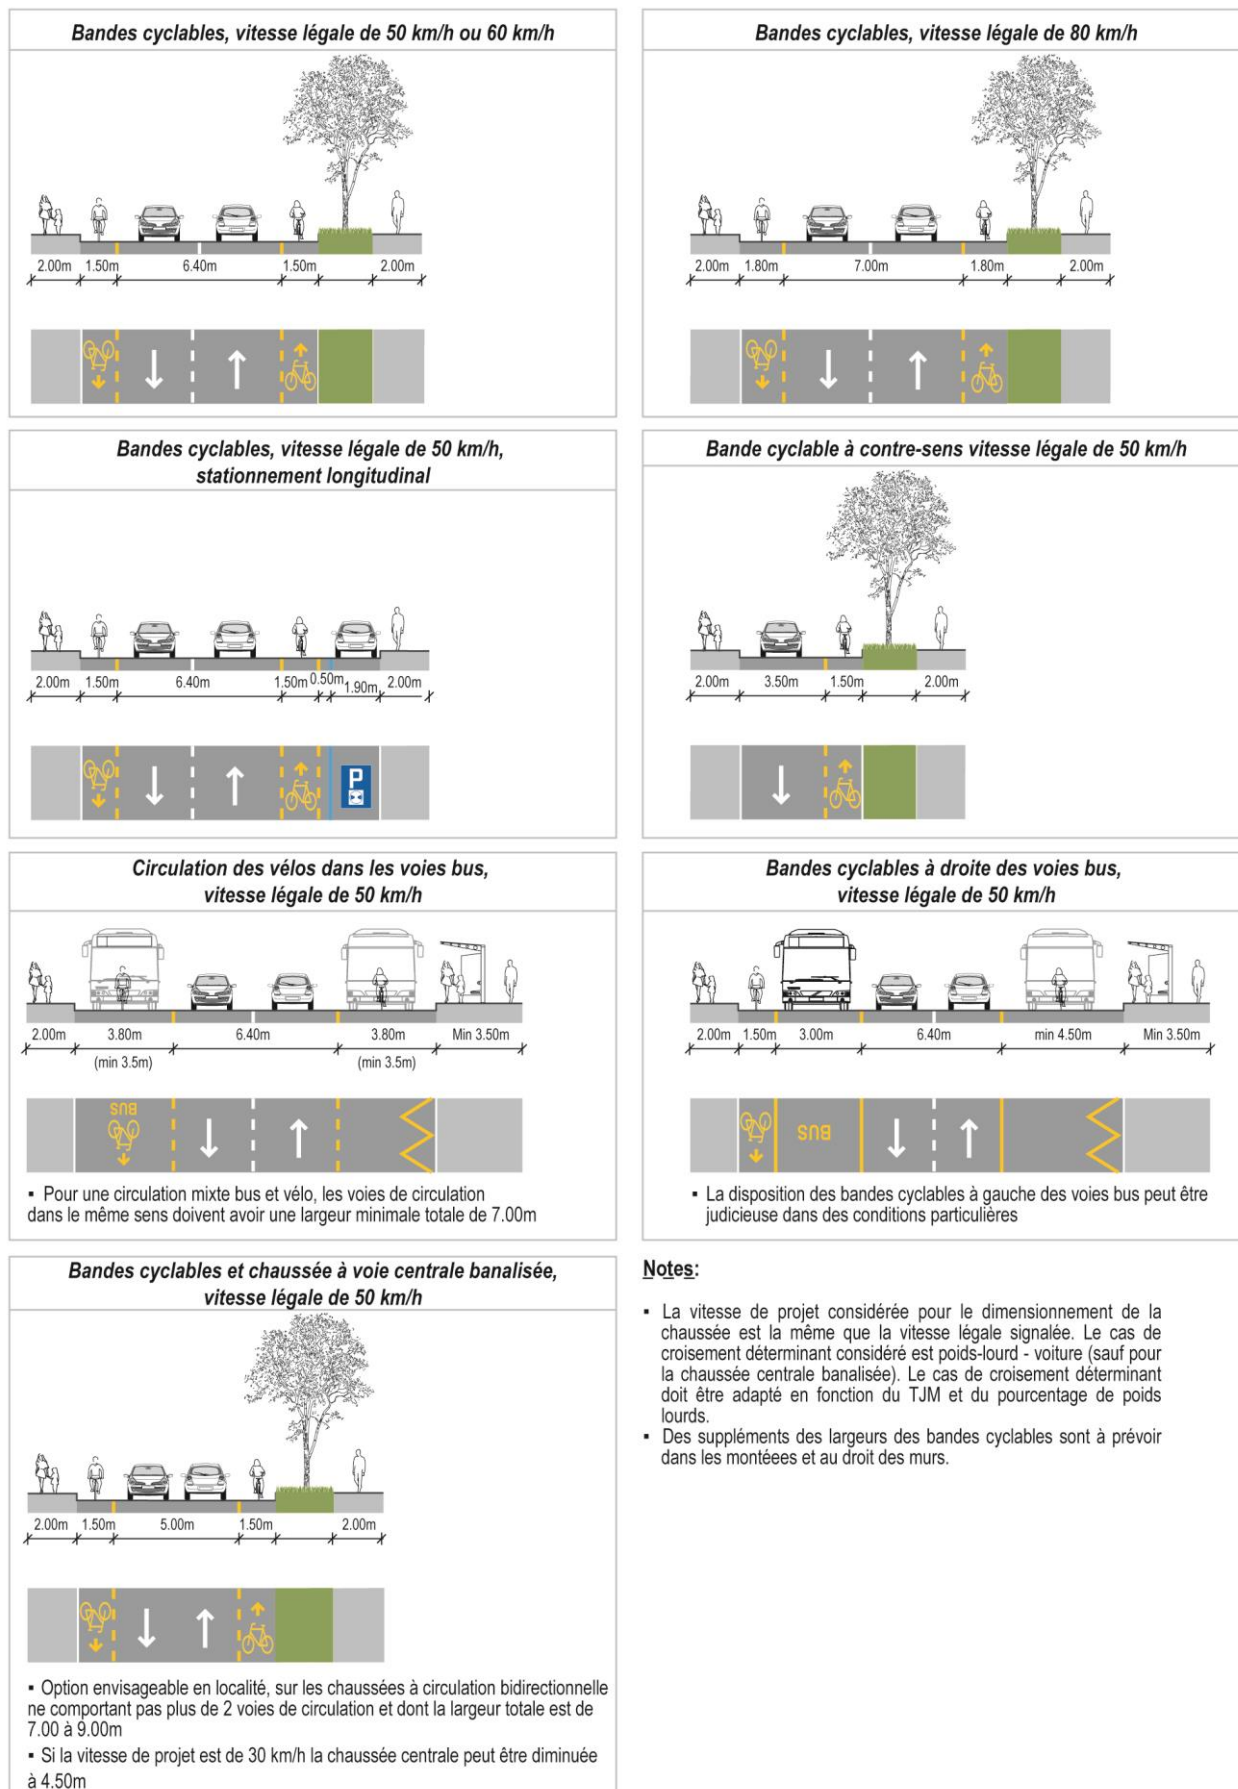 Bandes cyclables, vitesse légale de 50 km/h ou 60 km/h
2.00m 1.50m 6.40m 1.50m 2.00m
Bandes cyclables, vitesse légale de 80 km/h
2.00m 1.80m 7.00m 1.80m 2.00m
Bandes cyclables, vitesse légale de 50 km/h,
stationnement longitudinal
2.00m 1.50m 6.40m 1.50m 0.50m 1.90m 2.00m
P
Bande cyclable à contre-sens vitesse légale de 50 km/h
2.00m 3.50m 1.50m 2.00m
Circulation des vélos dans les voies bus,
vitesse légale de 50 km/h
2.00m 3.80m 6.40m 3.80m Min 3.50m
(min 3.5m) (min 3.5m)
BUS
▪ Pour une circulation mixte bus et vélo, les voies de circulation
dans le même sens doivent avoir une largeur minimale totale de 7.00m
Bandes cyclables à droite des voies bus,
vitesse légale de 50 km/h
2.00m 1.50m 3.00m 6.40m min 4.50m Min 3.50m
BUS
▪ La disposition des bandes cyclables à gauche des voies bus peut être
judicieuse dans des conditions particulières
Bandes cyclables et chaussée à voie centrale banalisée,
vitesse légale de 50 km/h
2.00m 1.50m 5.00m 1.50m 2.00m
▪ Option envisageable en localité, sur les chaussées à circulation bidirectionnelle
ne comportant pas plus de 2 voies de circulation et dont la largeur totale est de
7.00 à 9.00m
▪ Si la vitesse de projet est de 30 km/h la chaussée centrale peut être diminuée
à 4.50m
Notes:
▪ La vitesse de projet considérée pour le dimensionnement de la
chaussée est la même que la vitesse légale signalée. Le cas de
croisement déterminant considéré est poids-lourd - voiture (sauf pour
la chaussée centrale banalisée). Le cas de croisement déterminant
doit être adapté en fonction du TJM et du pourcentage de poids
lourds.
▪ Des suppléments des largeurs des bandes cyclables sont à prévoir
dans les montéees et au droit des murs.